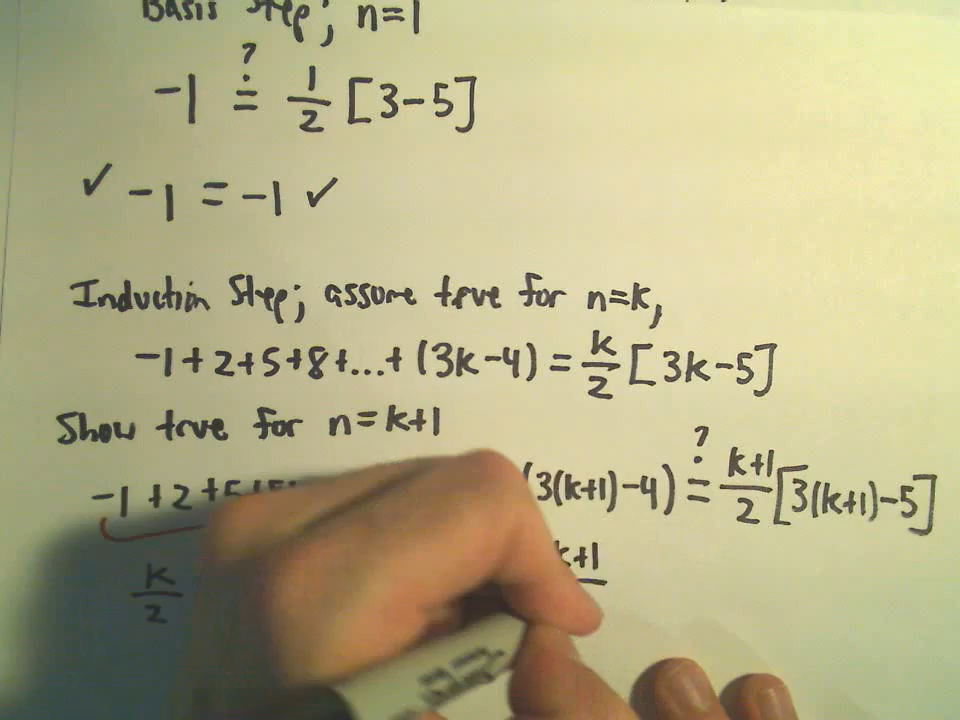 Basis Step; n=1
-1 ≟ 1/2 [3-5]
✓ -1 = -1 ✓
Induction Step; assume true for n=k,
-1+2+5+8+...+(3k-4) = k/2 [3k-5]
Show true for n=k+1
-1+2+5+ (3(k+1)-4) ≟ k+1/2 [3(k+1)-5]
k/2 k+1